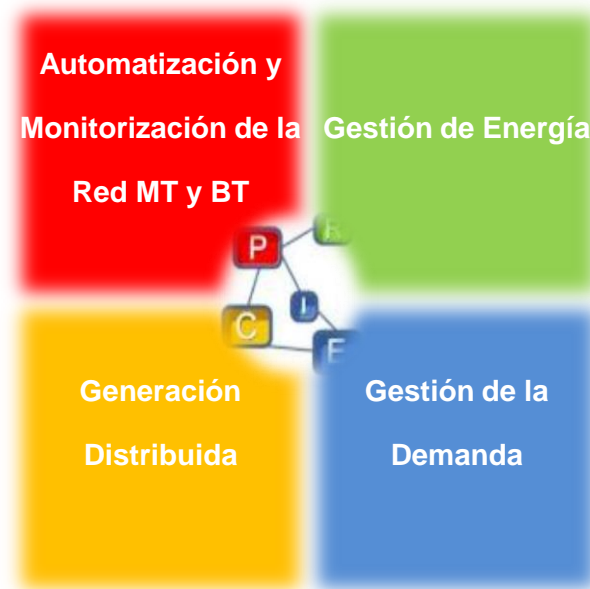 Automatización y
Monitorización de la
Red MT y BT
Gestión de Energía
P
R
I
C
E
Generación
Distribuida
Gestión de la
Demanda